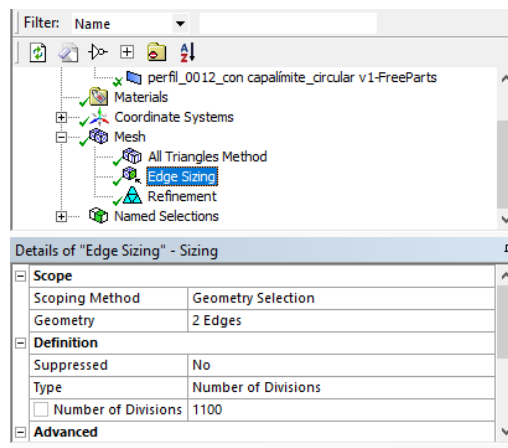 Filter: Name
perfil_0012_con capalímite_circular v1-FreeParts
Materials
Coordinate Systems
Mesh
All Triangles Method
Edge Sizing
Refinement
Named Selections
Details of "Edge Sizing" - Sizing
Scope
Scoping Method Geometry Selection
Geometry 2 Edges
Definition
Suppressed No
Type Number of Divisions
Number of Divisions 1100
Advanced